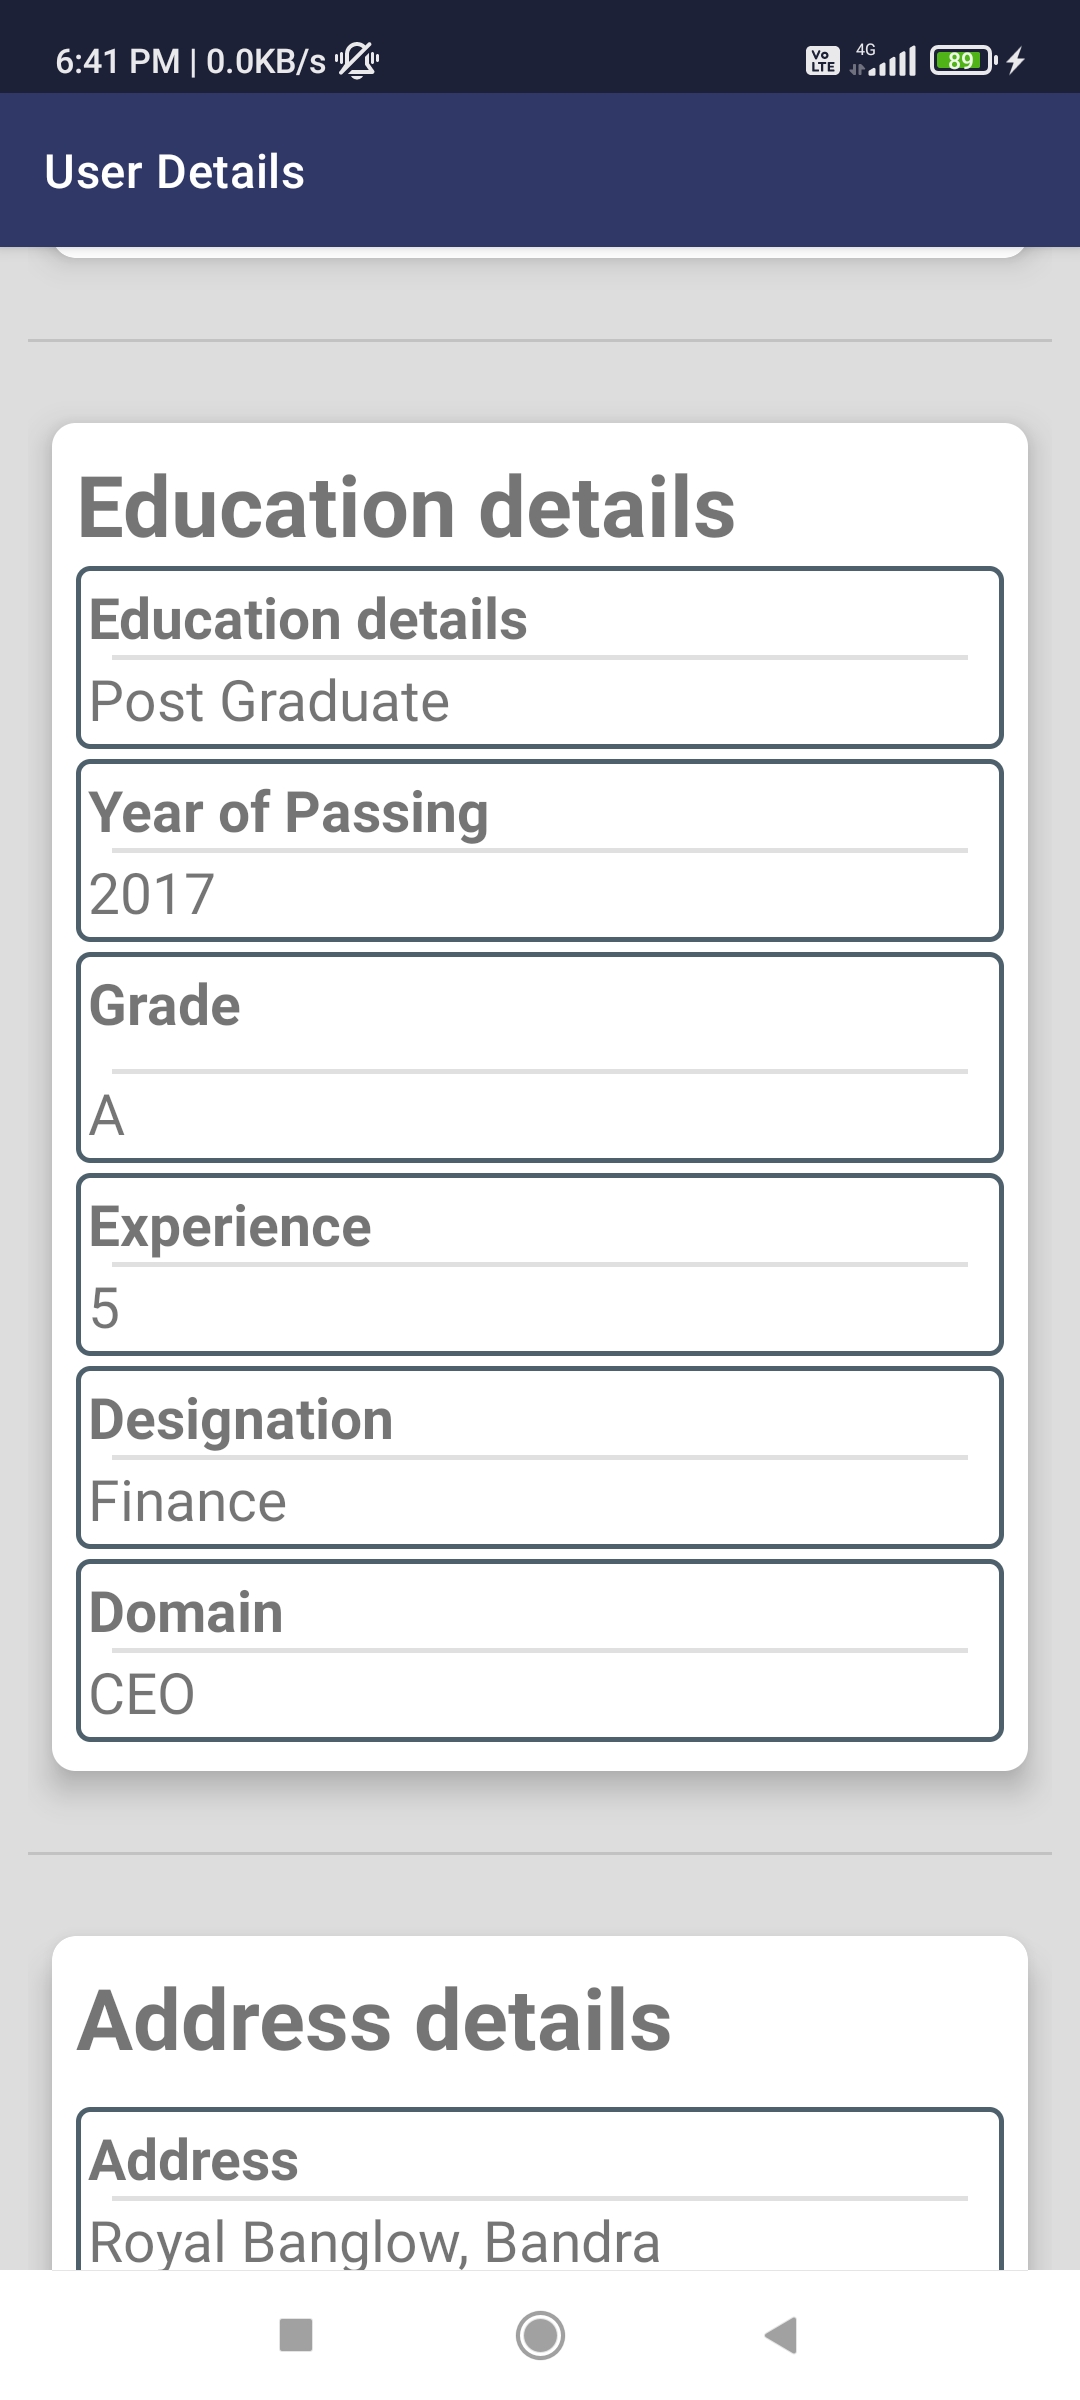 6:41 PM | 0.0KB/s
Vo LTE 4G 89
User Details
Education details
Education details
Post Graduate
Year of Passing
2017
Grade
A
Experience
5
Designation
Finance
Domain
CEO
Address details
Address
Royal Banglow, Bandra